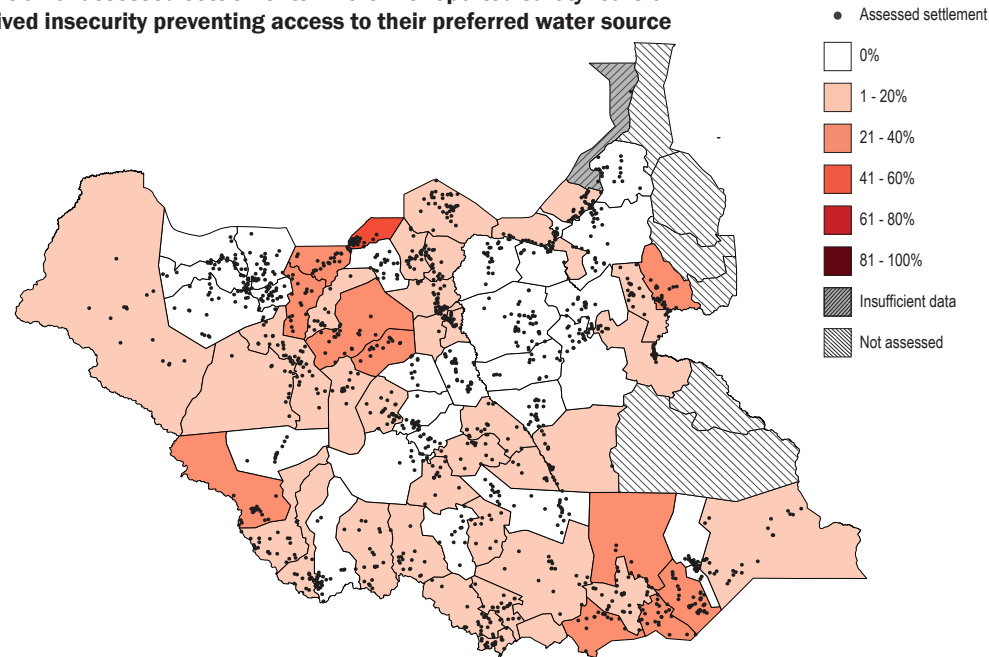 ived insecurity preventing access to their preferred water source
Assessed settlement
0%
1 - 20%
21 - 40%
41 - 60%
61 - 80%
81 - 100%
Insufficient data
Not assessed